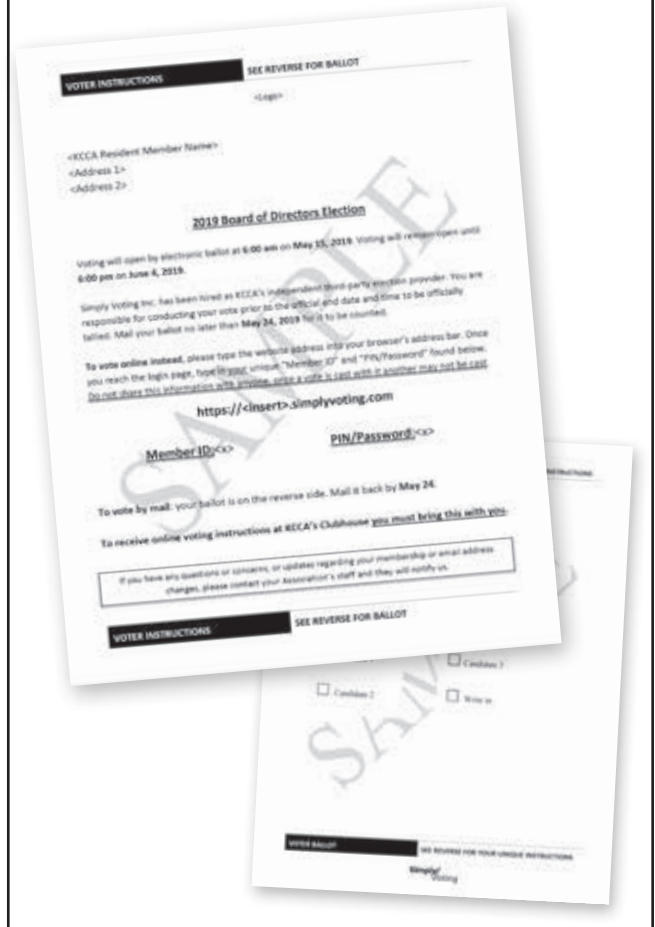 VOTER INSTRUCTIONS SEE REVERSE FOR BALLOT
<Logo>
<KCCA Resident Member Name>
<Address 1>
<Address 2>
2019 Board of Directors Election
Voting will open by electronic ballot at 6:00 am on May 15, 2019. Voting will remain open until
6:00 pm on June 4, 2019.
Simply Voting Inc. has been hired as KCCA's independent third-party election provider. You are
responsible for conducting your vote prior to the official end date and time to be officially
tallied. Mail your ballot no later than May 24, 2019 for it to be counted.
To vote online instead, please type the website address into your browser's address bar. Once
you reach the login page, type in your unique "Member ID" and "PIN/Password" found below.
Do not share this information with anyone, once a vote is cast with it another may not be cast.
https://<insert>.simplyvoting.com
Member ID:<x> PIN/Password:<x>
To vote by mail: your ballot is on the reverse side. Mail it back by May 24.
To receive online voting instructions at KCCA's Clubhouse you must bring this with you.
If you have any questions or concerns, or updates regarding your membership or email address
changes, please contact your Association's staff and they will notify us.
VOTER INSTRUCTIONS SEE REVERSE FOR BALLOT
SAMPLE
INSTRUCTIONS
Candidate 3
Candidate 2 Write in
VOTER BALLOT SEE REVERSE FOR YOUR UNIQUE INSTRUCTIONS
Simply
Voting